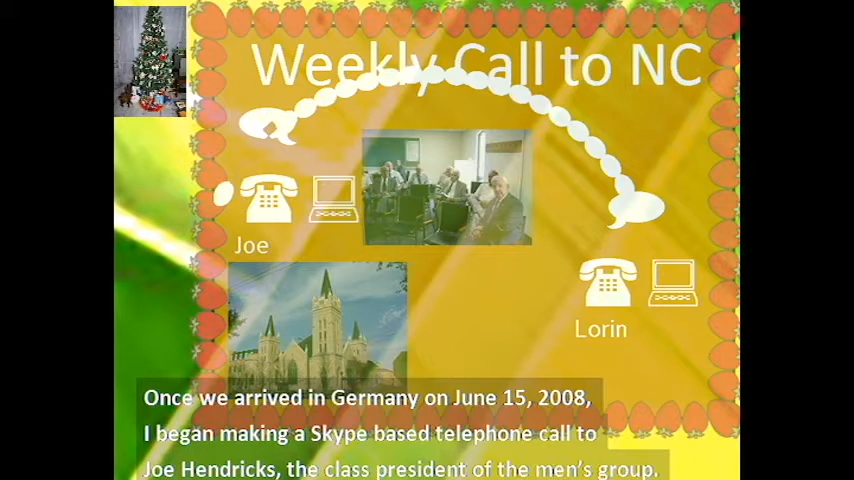 Weekly Call to NC
Joe
Lorin
Once we arrived in Germany on June 15, 2008,
I began making a Skype based telephone call to
Joe Hendricks, the class president of the men's group.